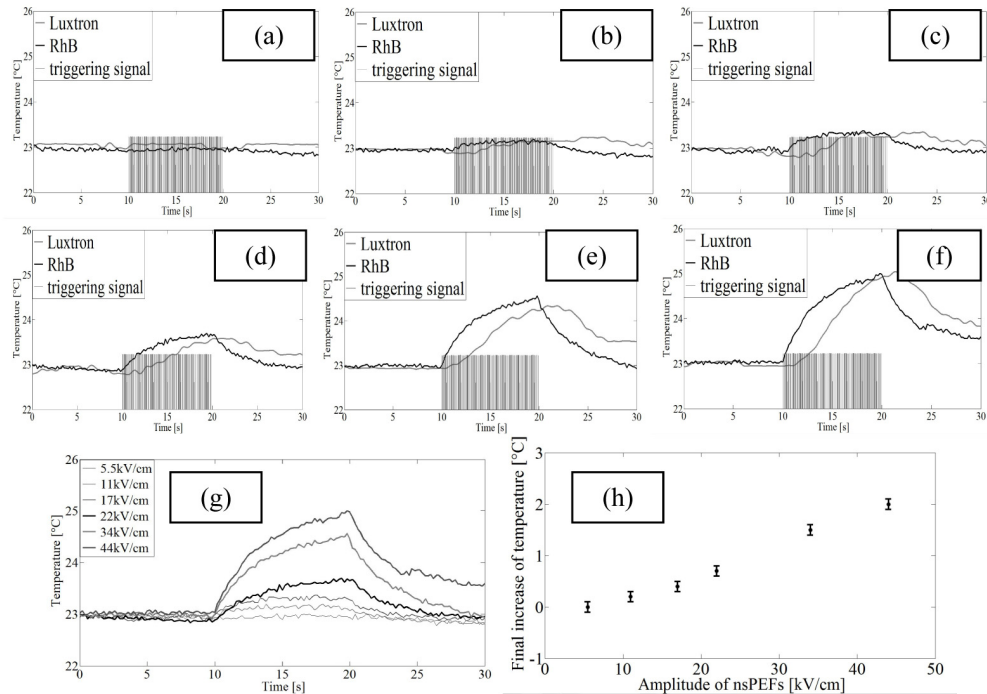 (a)
Luxtron
RhB
triggering signal
Temperature [°C]
26
25
24
23
22
0 5 10 15 20 25 30
Time [s]
(b)
Luxtron
RhB
triggering signal
Temperature [°C]
26
25
24
23
22
0 5 10 15 20 25 30
Time [s]
(c)
Luxtron
RhB
triggering signal
Temperature [°C]
26
25
24
23
22
0 5 10 15 20 25 30
Time [s]
(d)
Luxtron
RhB
triggering signal
Temperature [°C]
26
25
24
23
22
0 5 10 15 20 25 30
Time [s]
(e)
Luxtron
RhB
triggering signal
Temperature [°C]
26
25
24
23
22
0 5 10 15 20 25 30
Time [s]
(f)
Luxtron
RhB
triggering signal
Temperature [°C]
26
25
24
23
22
0 5 10 15 20 25 30
Time [s]
(g)
5.5kV/cm
11kV/cm
17kV/cm
22kV/cm
34kV/cm
44kV/cm
Temperature [°C]
26
25
24
23
22
0 5 10 15 20 25 30
Time [s]
(h)
Final increase of temperature [°C]
3
2
1
0
-1
0 10 20 30 40 50
Amplitude of nsPEFs [kV/cm]